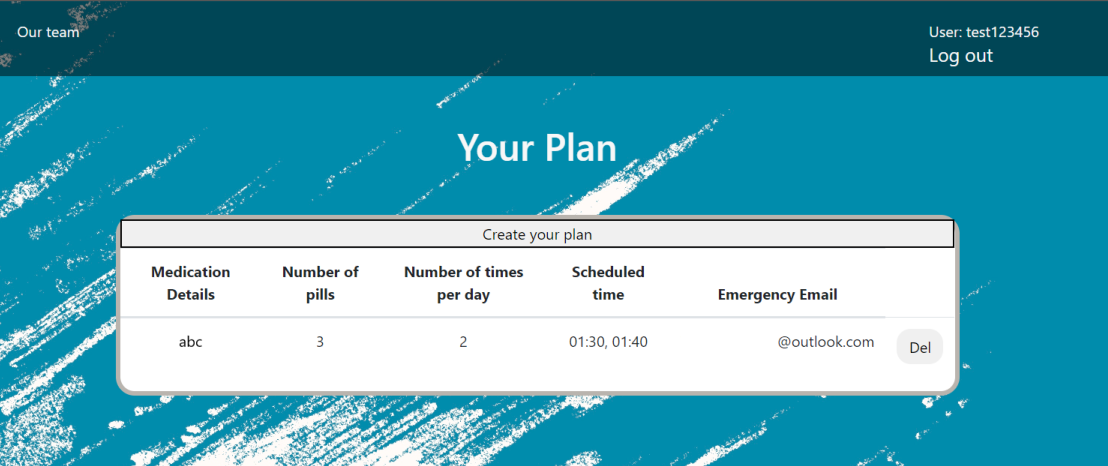 Our team
User: test123456
Log out
Your Plan
Create your plan
Medication Details
Number of pills
Number of times per day
Scheduled time
Emergency Email
abc
3
2
01:30, 01:40
@outlook.com
Del